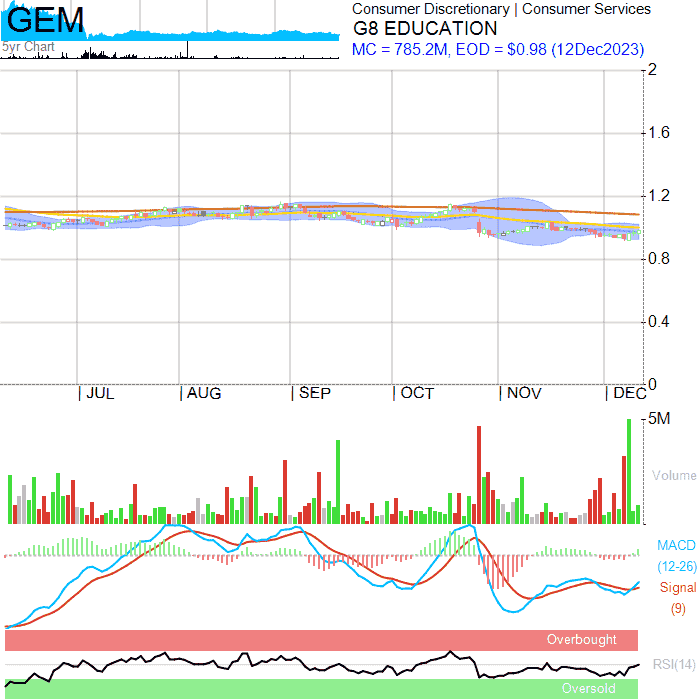 GEM
5yr Chart
Consumer Discretionary | Consumer Services
G8 EDUCATION
MC = 785.2M, EOD = $0.98 (12Dec2023)
2
1.6
1.2
0.8
0.4
0
| JUL | AUG | SEP | OCT | NOV | DEC
5M
Volume
MACD
(12-26)
Signal
(9)
Overbought
RSI(14)
Oversold